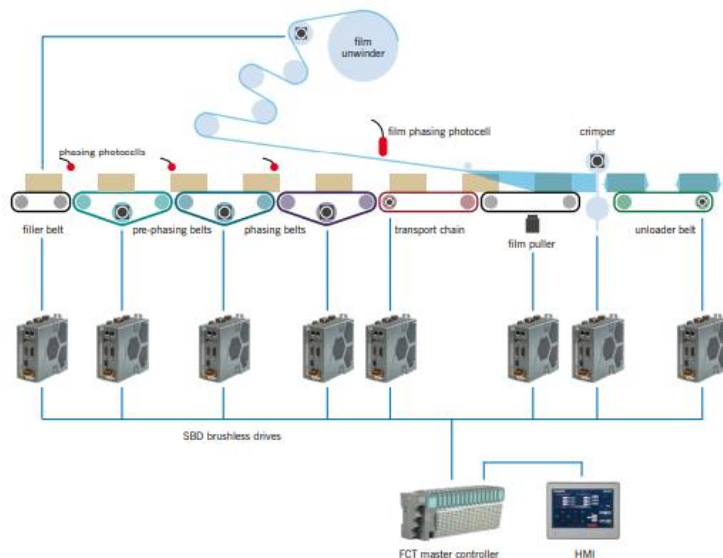 film
unwinder
film phasing photocell
crimper
phasing photocells
filler belt
pre-phasing belts
phasing belts
transport chain
film puller
unloader belt
SBD brushless drives
FCT master controller
HMI